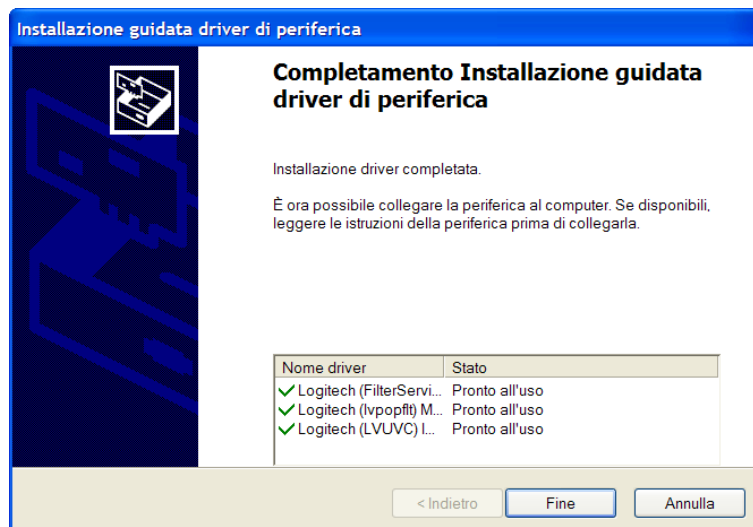 Installazione guidata driver di periferica
Completamento Installazione guidata
driver di periferica
Installazione driver completata.
È ora possibile collegare la periferica al computer. Se disponibili,
leggere le istruzioni della periferica prima di collegarla.
Nome driver Stato
Logitech (FilterServi... Pronto all'uso
Logitech (lvpopflt) M... Pronto all'uso
Logitech (LVUVC) I... Pronto all'uso
< Indietro Fine Annulla